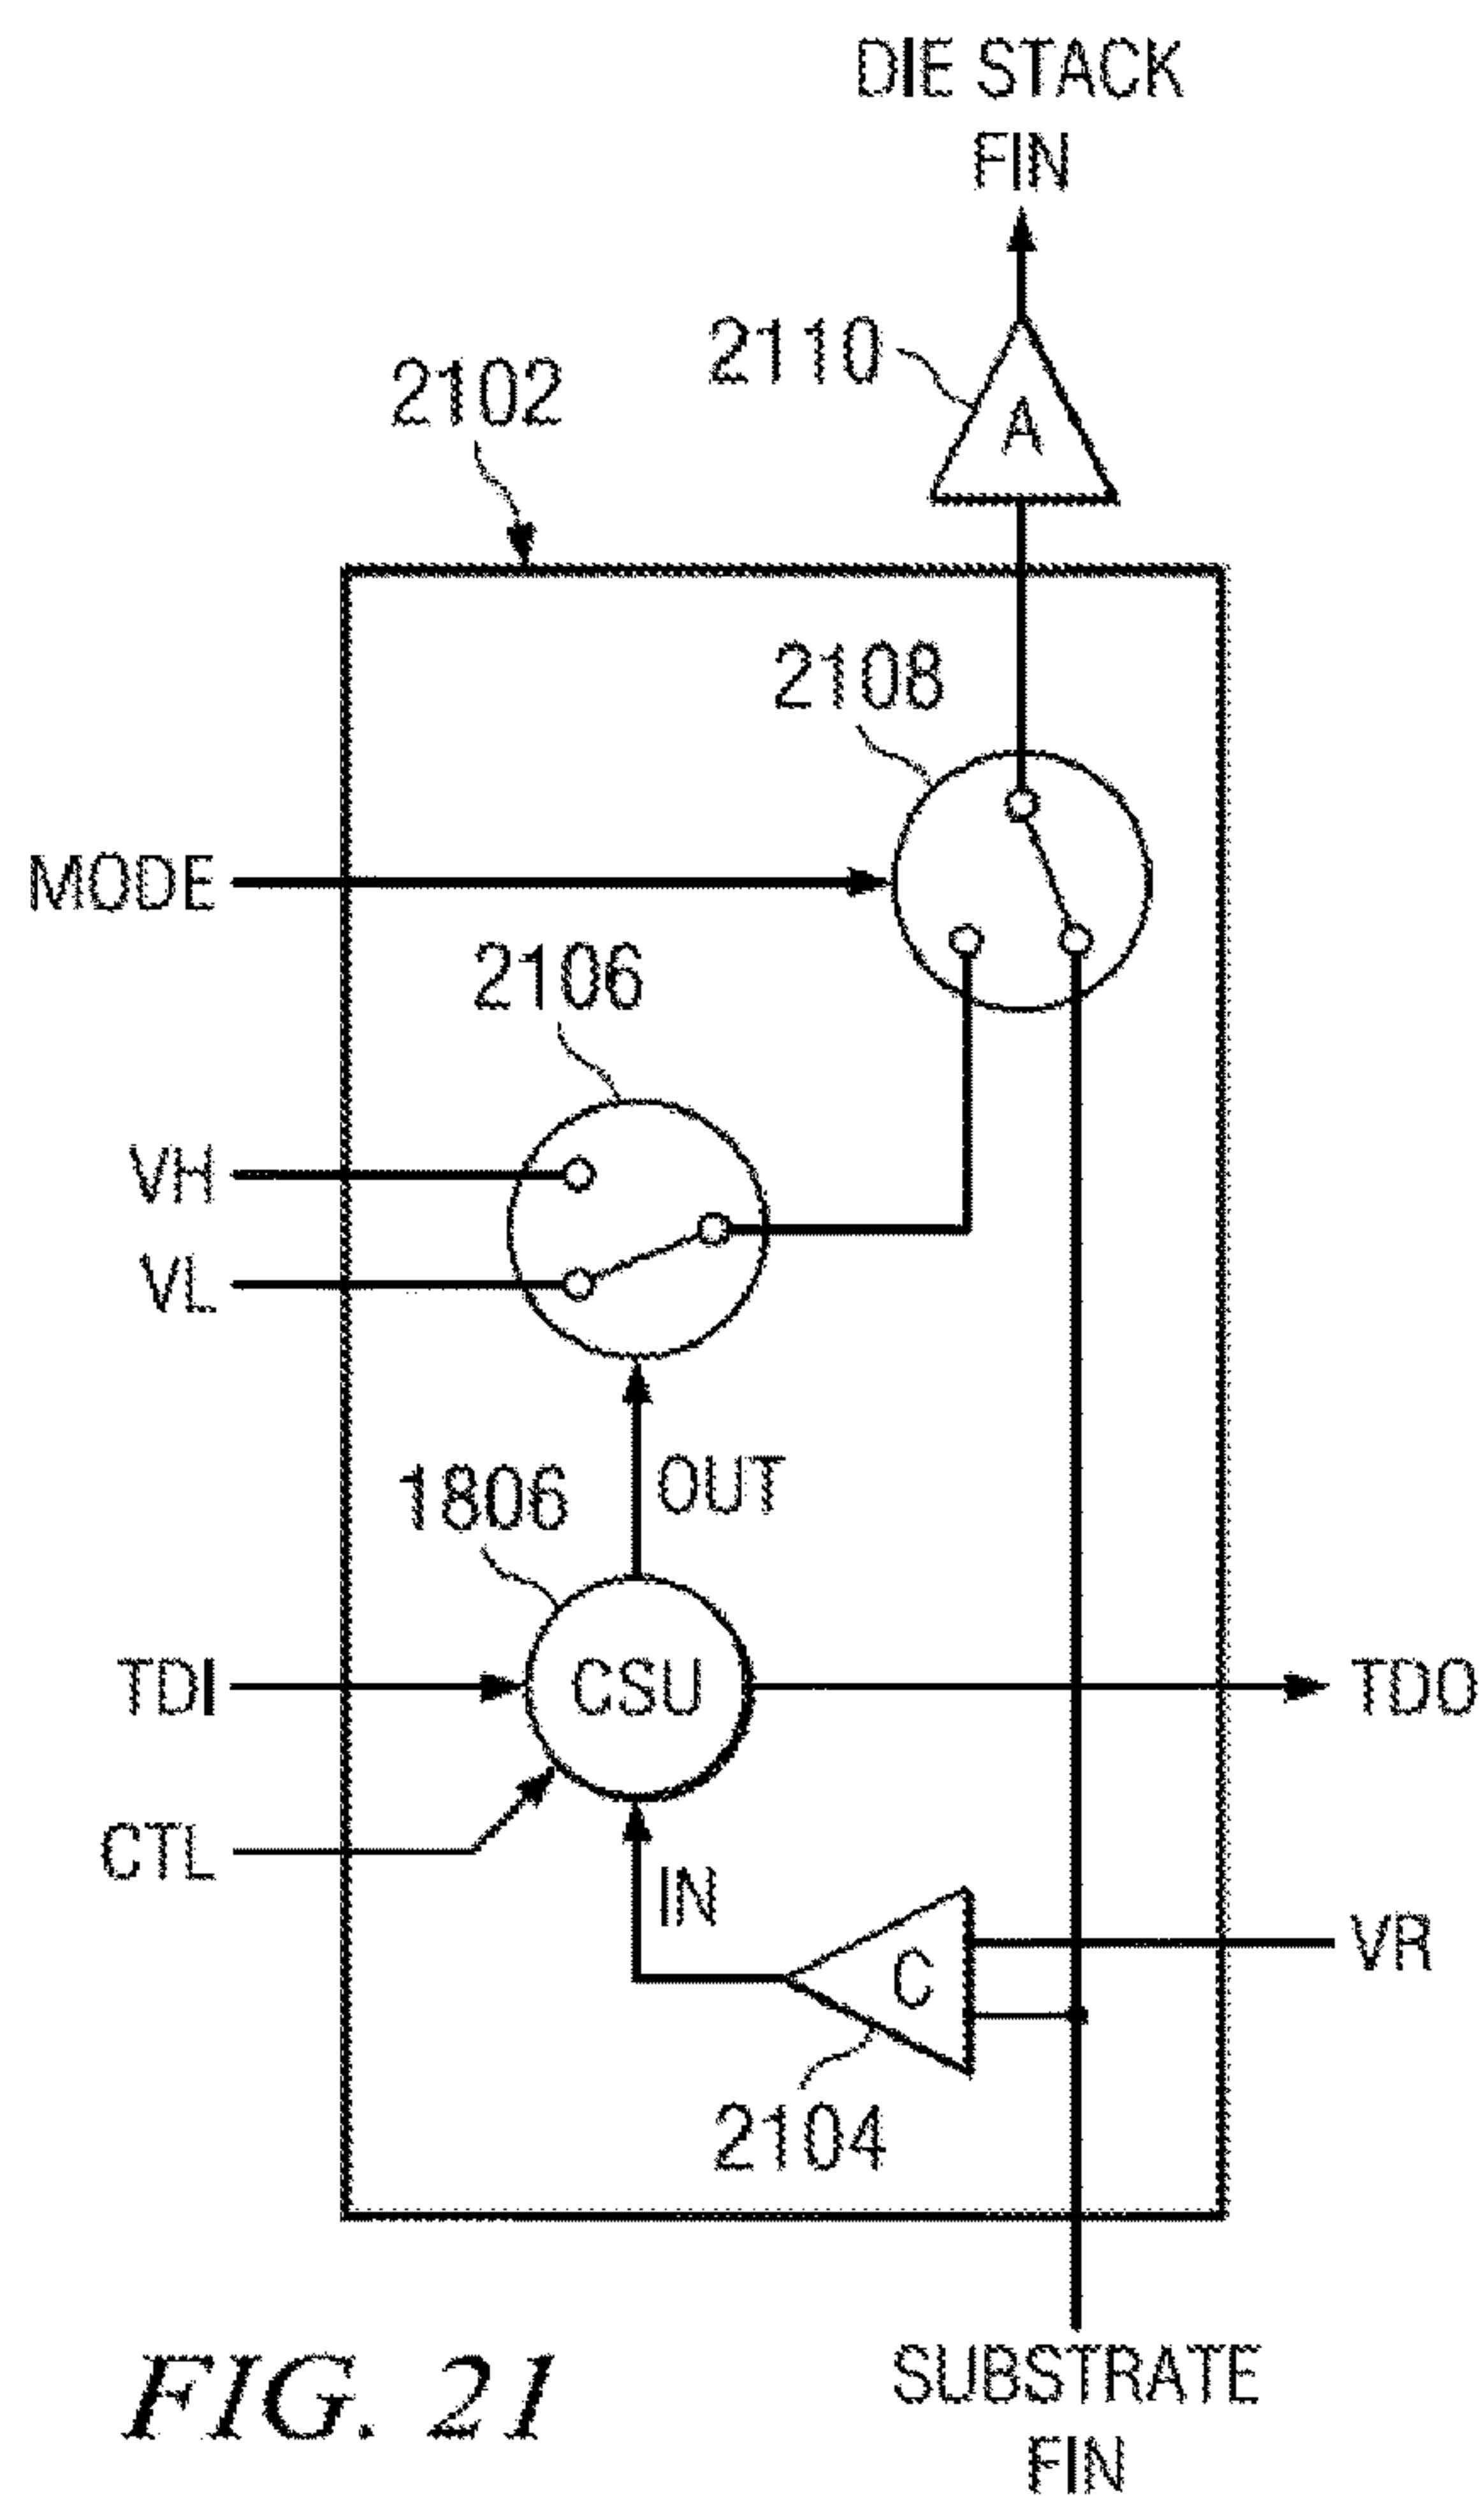 DIE STACK
FIN
2110
A
2102
2108
MODE
2106
VH
VL
1806
OUT
TDI
CSU
TDO
CTL
IN
C
VR
2104
SUBSTRATE
FIN
FIG. 21